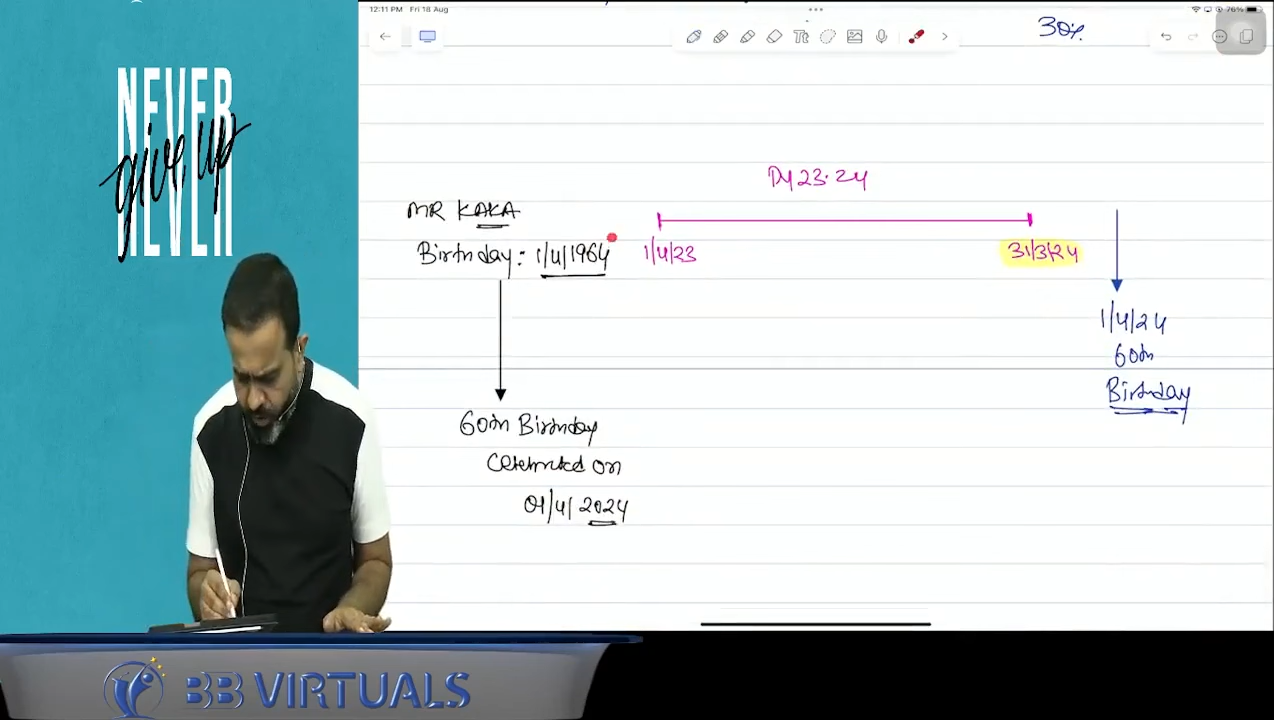 12:11 PM Fri 18 Aug
76%
30%
NEVER
give up
NEVER
PY 23-24
MR KAKA
Birthday: 1/4/1964
1/4/23
31/3/24
1/4/24
60th
Birthday
60th Birthday
Celebrated on
01/4/2024
BB VIRTUALS